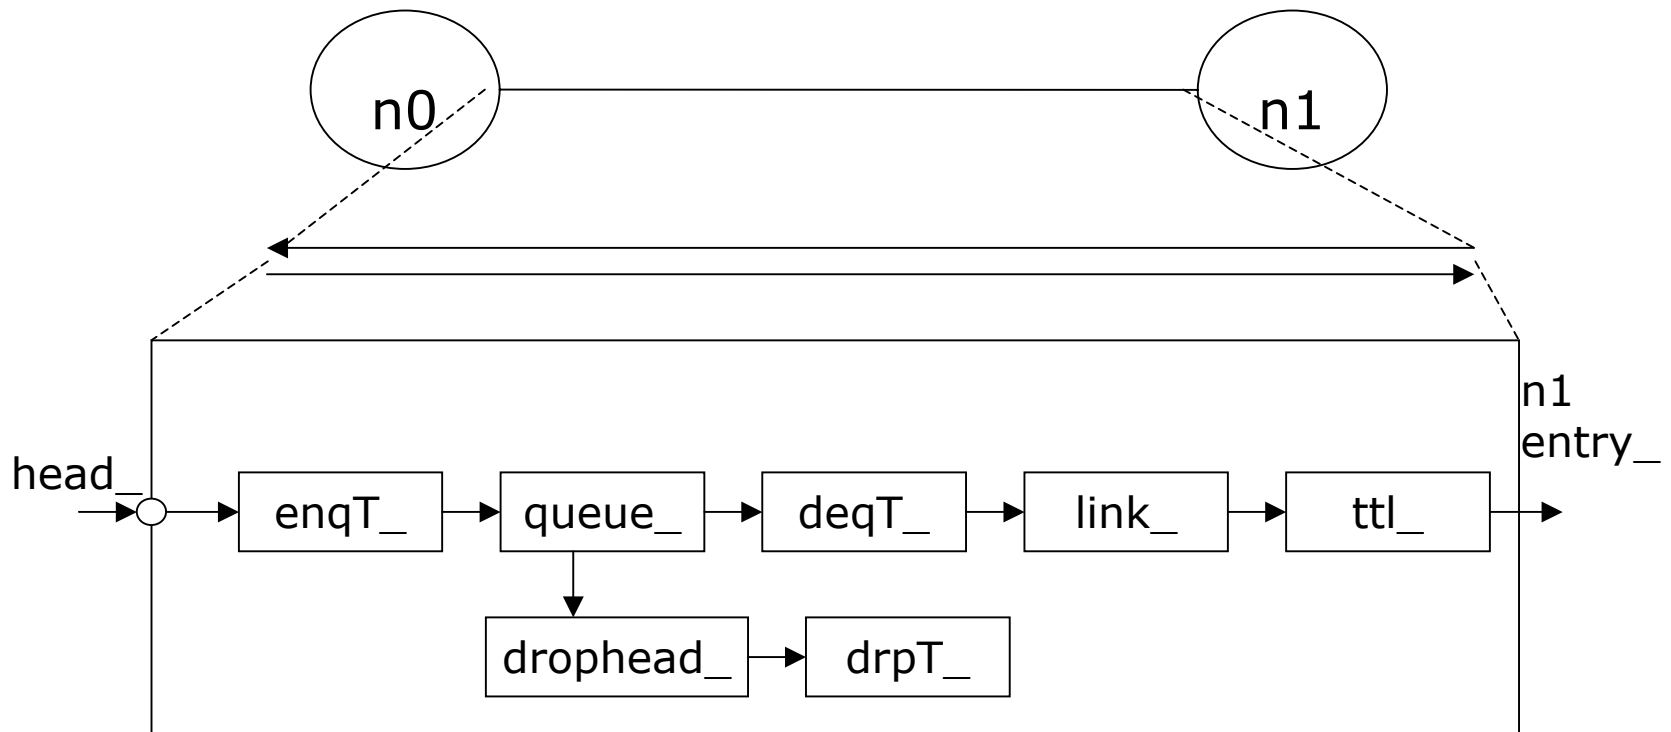 n0
n1
n1
entry_
head_
enqT_
queue_
deqT_
link_
ttl_
drophead_
drpT_